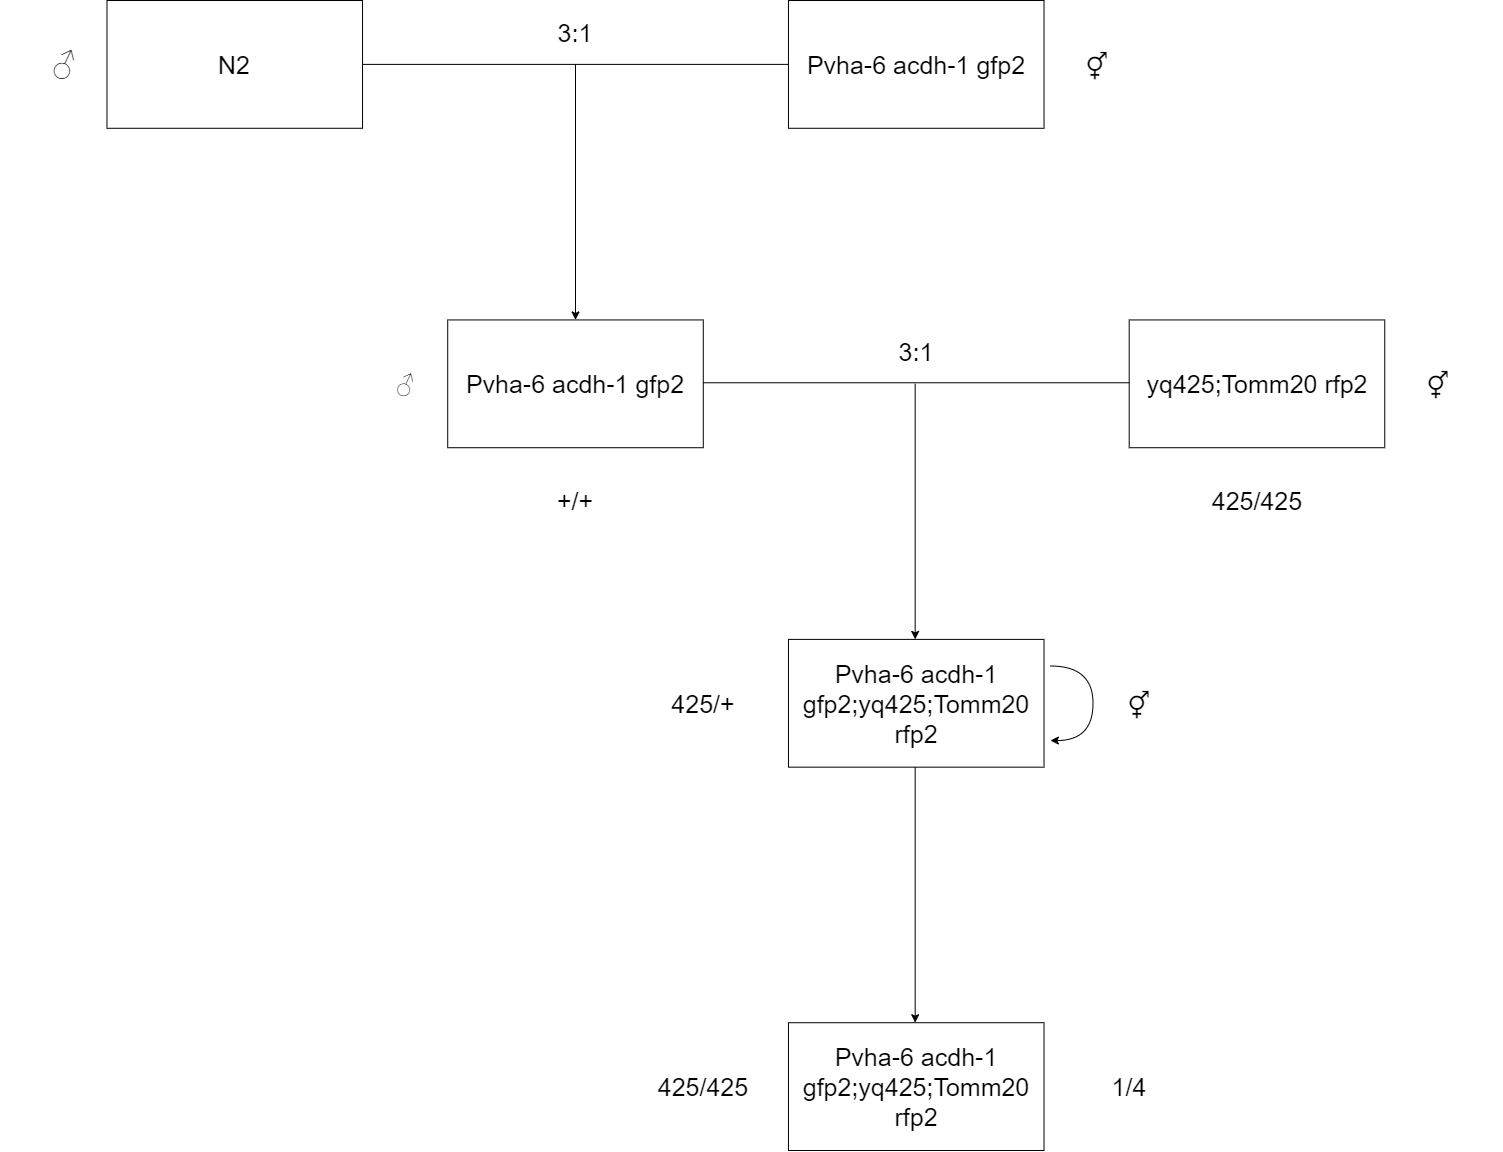 ♂
N2
3:1
Pvha-6 acdh-1 gfp2
⚥
♂
Pvha-6 acdh-1 gfp2
3:1
yq425;Tomm20 rfp2
⚥
+/+
425/425
425/+
Pvha-6 acdh-1
gfp2;yq425;Tomm20
rfp2
⚥
425/425
Pvha-6 acdh-1
gfp2;yq425;Tomm20
rfp2
1/4